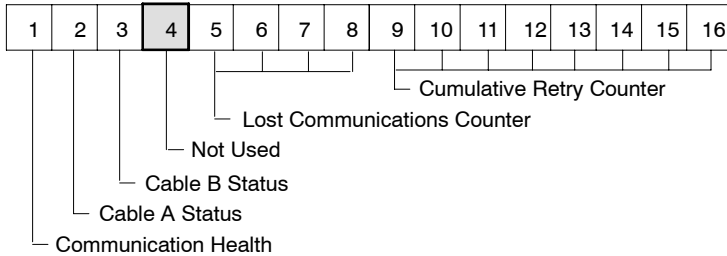 1 2 3 4 5 6 7 8 9 10 11 12 13 14 15 16
Cumulative Retry Counter
Lost Communications Counter
Not Used
Cable B Status
Cable A Status
Communication Health